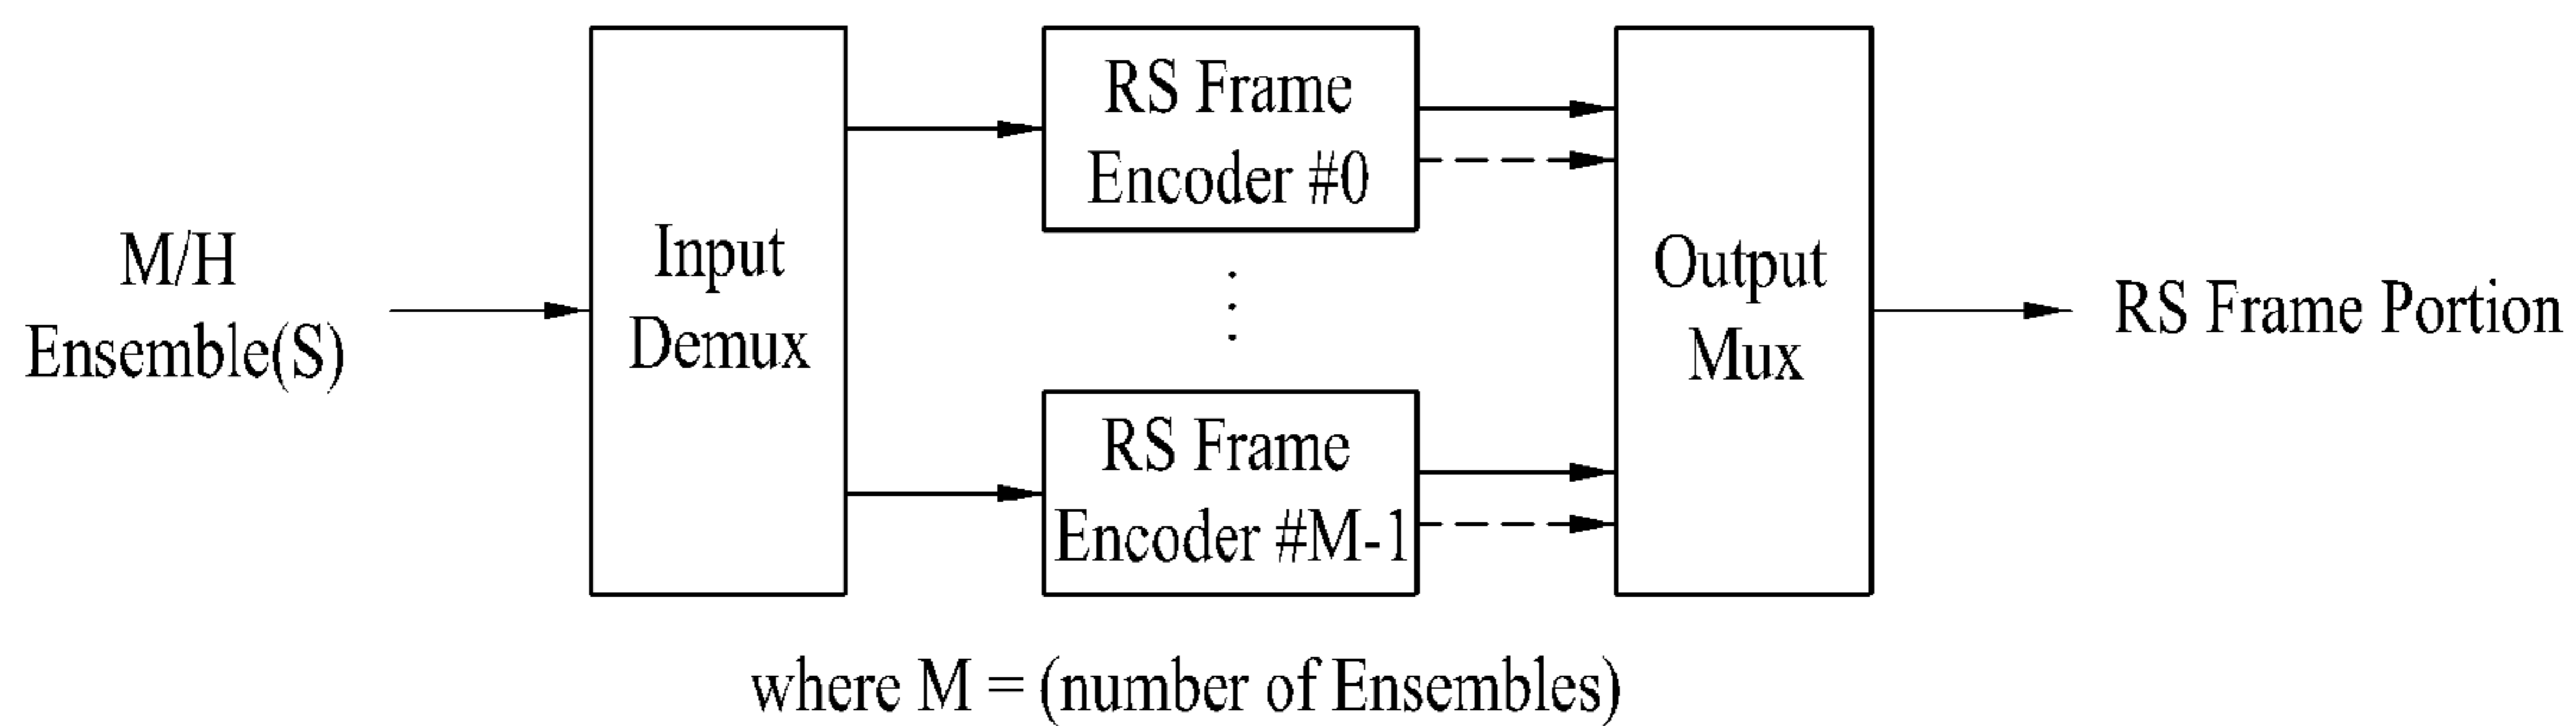 M/H
Ensemble(S)
Input
Demux
RS Frame
Encoder #0
⋮
RS Frame
Encoder #M-1
Output
Mux
RS Frame Portion
where M = (number of Ensembles)